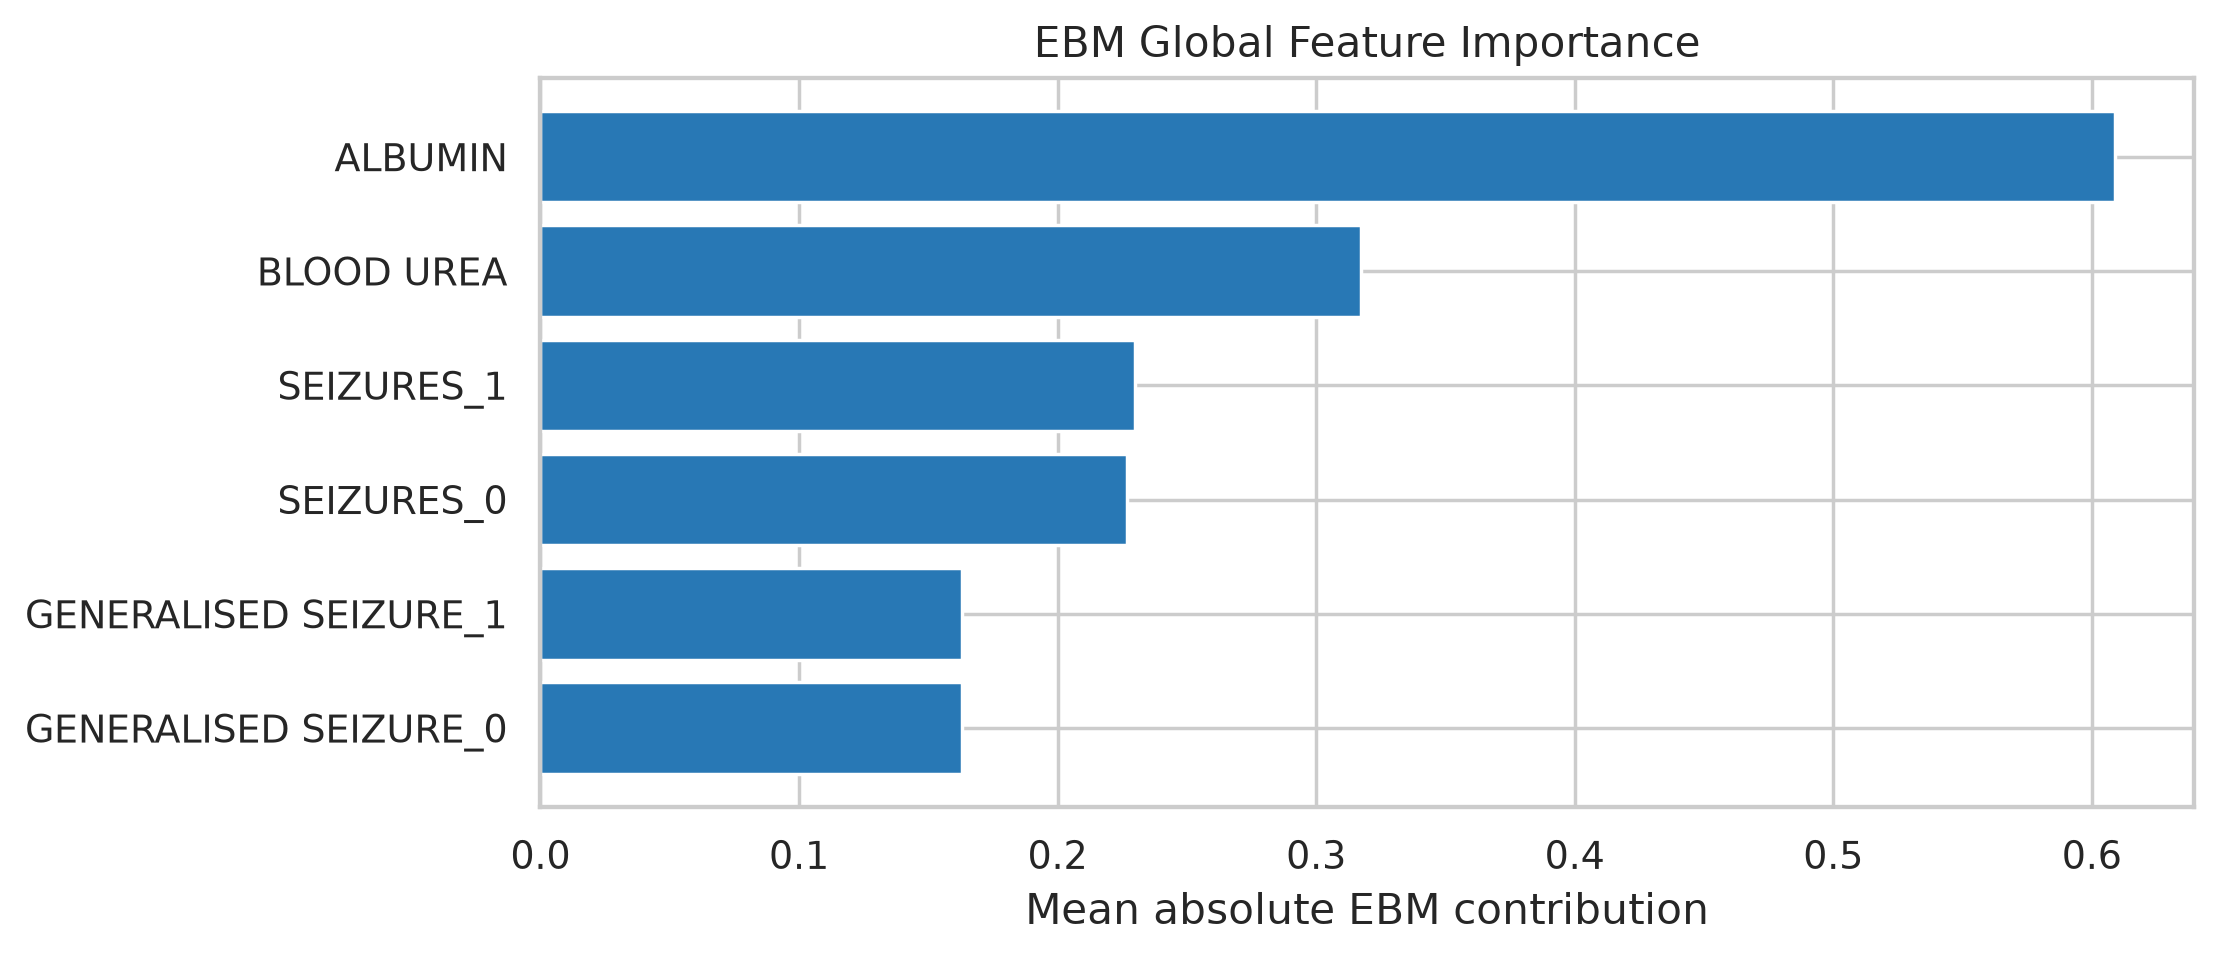 EBM Global Feature Importance
ALBUMIN
BLOOD UREA
SEIZURES_1
SEIZURES_0
GENERALISED SEIZURE_1
GENERALISED SEIZURE_0
0.0 0.1 0.2 0.3 0.4 0.5 0.6
Mean absolute EBM contribution